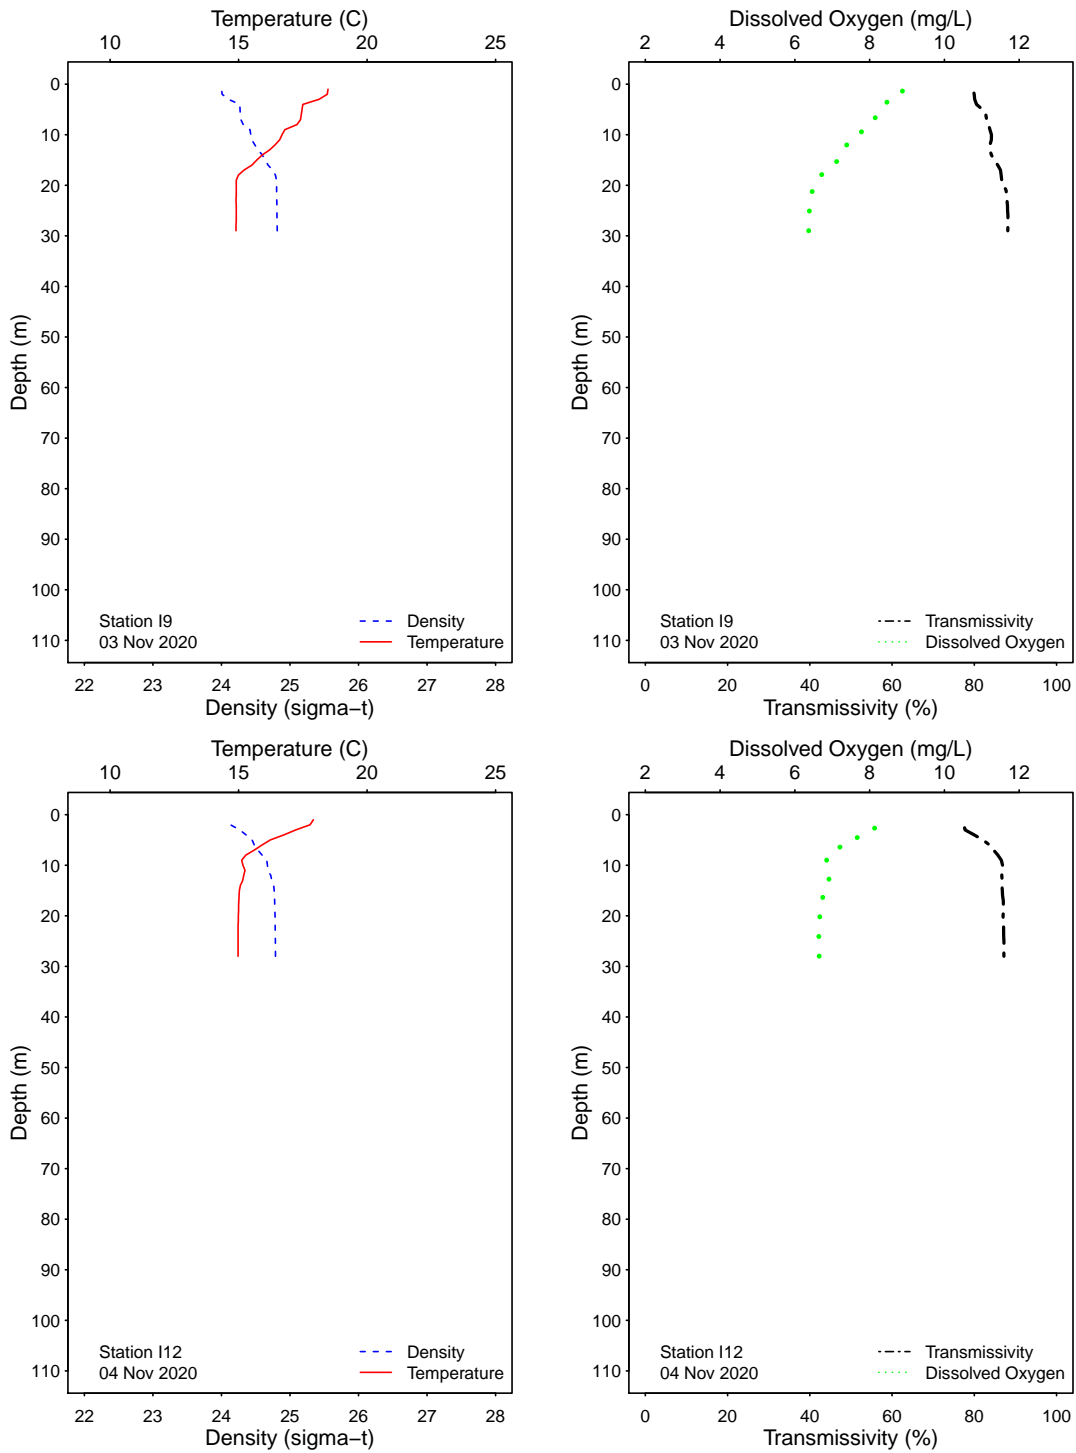 Temperature (C)
10 15 20 25
0
10
20
30
40
50
60
70
80
90
100
110
Depth (m)
Station I9
03 Nov 2020
Density
Temperature
22 23 24 25 26 27 28
Density (sigma−t)
Dissolved Oxygen (mg/L)
2 4 6 8 10 12
0
10
20
30
40
50
60
70
80
90
100
110
Depth (m)
Station I9
03 Nov 2020
Transmissivity
Dissolved Oxygen
0 20 40 60 80 100
Transmissivity (%)
Temperature (C)
10 15 20 25
0
10
20
30
40
50
60
70
80
90
100
110
Depth (m)
Station I12
04 Nov 2020
Density
Temperature
22 23 24 25 26 27 28
Density (sigma−t)
Dissolved Oxygen (mg/L)
2 4 6 8 10 12
0
10
20
30
40
50
60
70
80
90
100
110
Depth (m)
Station I12
04 Nov 2020
Transmissivity
Dissolved Oxygen
0 20 40 60 80 100
Transmissivity (%)